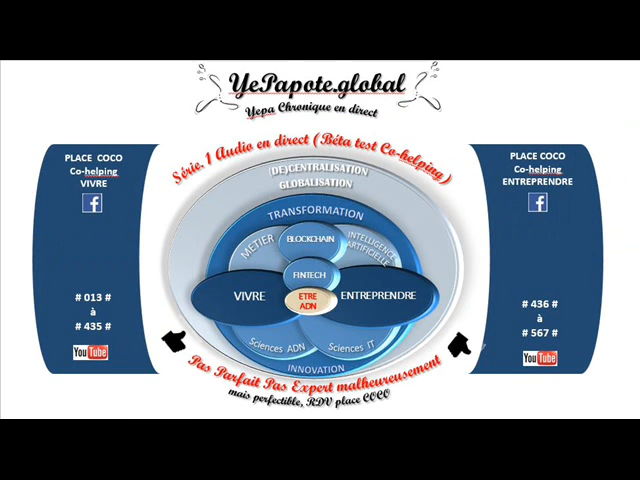 YePapote.global
Yepa Chronique en direct
Série, 1 Audio en direct ( Béta test Co-helping)
(DE)CENTRALISATION
GLOBALISATION
TRANSFORMATION
METIER
BLOCKCHAIN
INTELLIGENCE
ARTIFICIELLE
FINTECH
VIVRE
ETRE
ADN
ENTREPRENDRE
Sciences ADN
Sciences IT
INNOVATION
Pas Parfait Pas Expert malheureusement
mais perfectible, RDV place COCO
PLACE COCO
Co-helping
VIVRE
f
# 013 #
à
# 435 #
YouTube
PLACE COCO
Co-helping
ENTREPRENDRE
f
# 436 #
à
# 567 #
YouTube